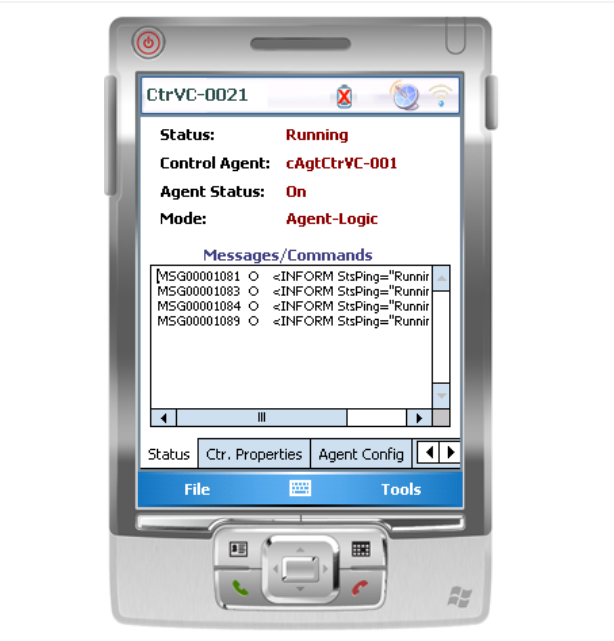 CtrVC-0021
Status: Running
Control Agent: cAgtCtrVC-001
Agent Status: On
Mode: Agent-Logic
Messages/Commands
MSG00001081 O <INFORM StsPing="Runnir
MSG00001083 O <INFORM StsPing="Runnir
MSG00001084 O <INFORM StsPing="Runnir
MSG00001089 O <INFORM StsPing="Runnir
Status Ctr. Properties Agent Config
File Tools